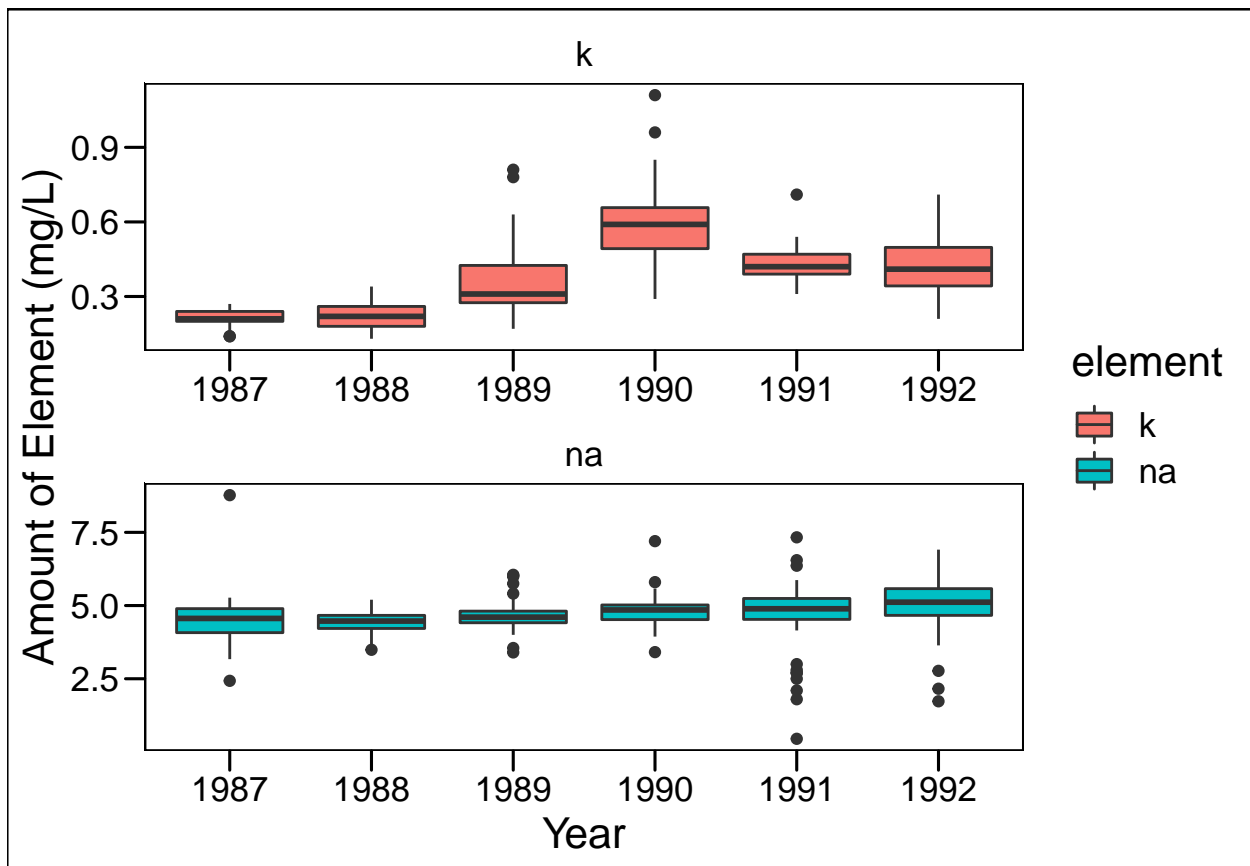 k
Amount of Element (mg/L)
0.9
0.6
0.3
1987 1988 1989 1990 1991 1992
na
7.5
5.0
2.5
1987 1988 1989 1990 1991 1992
Year
element
k
na